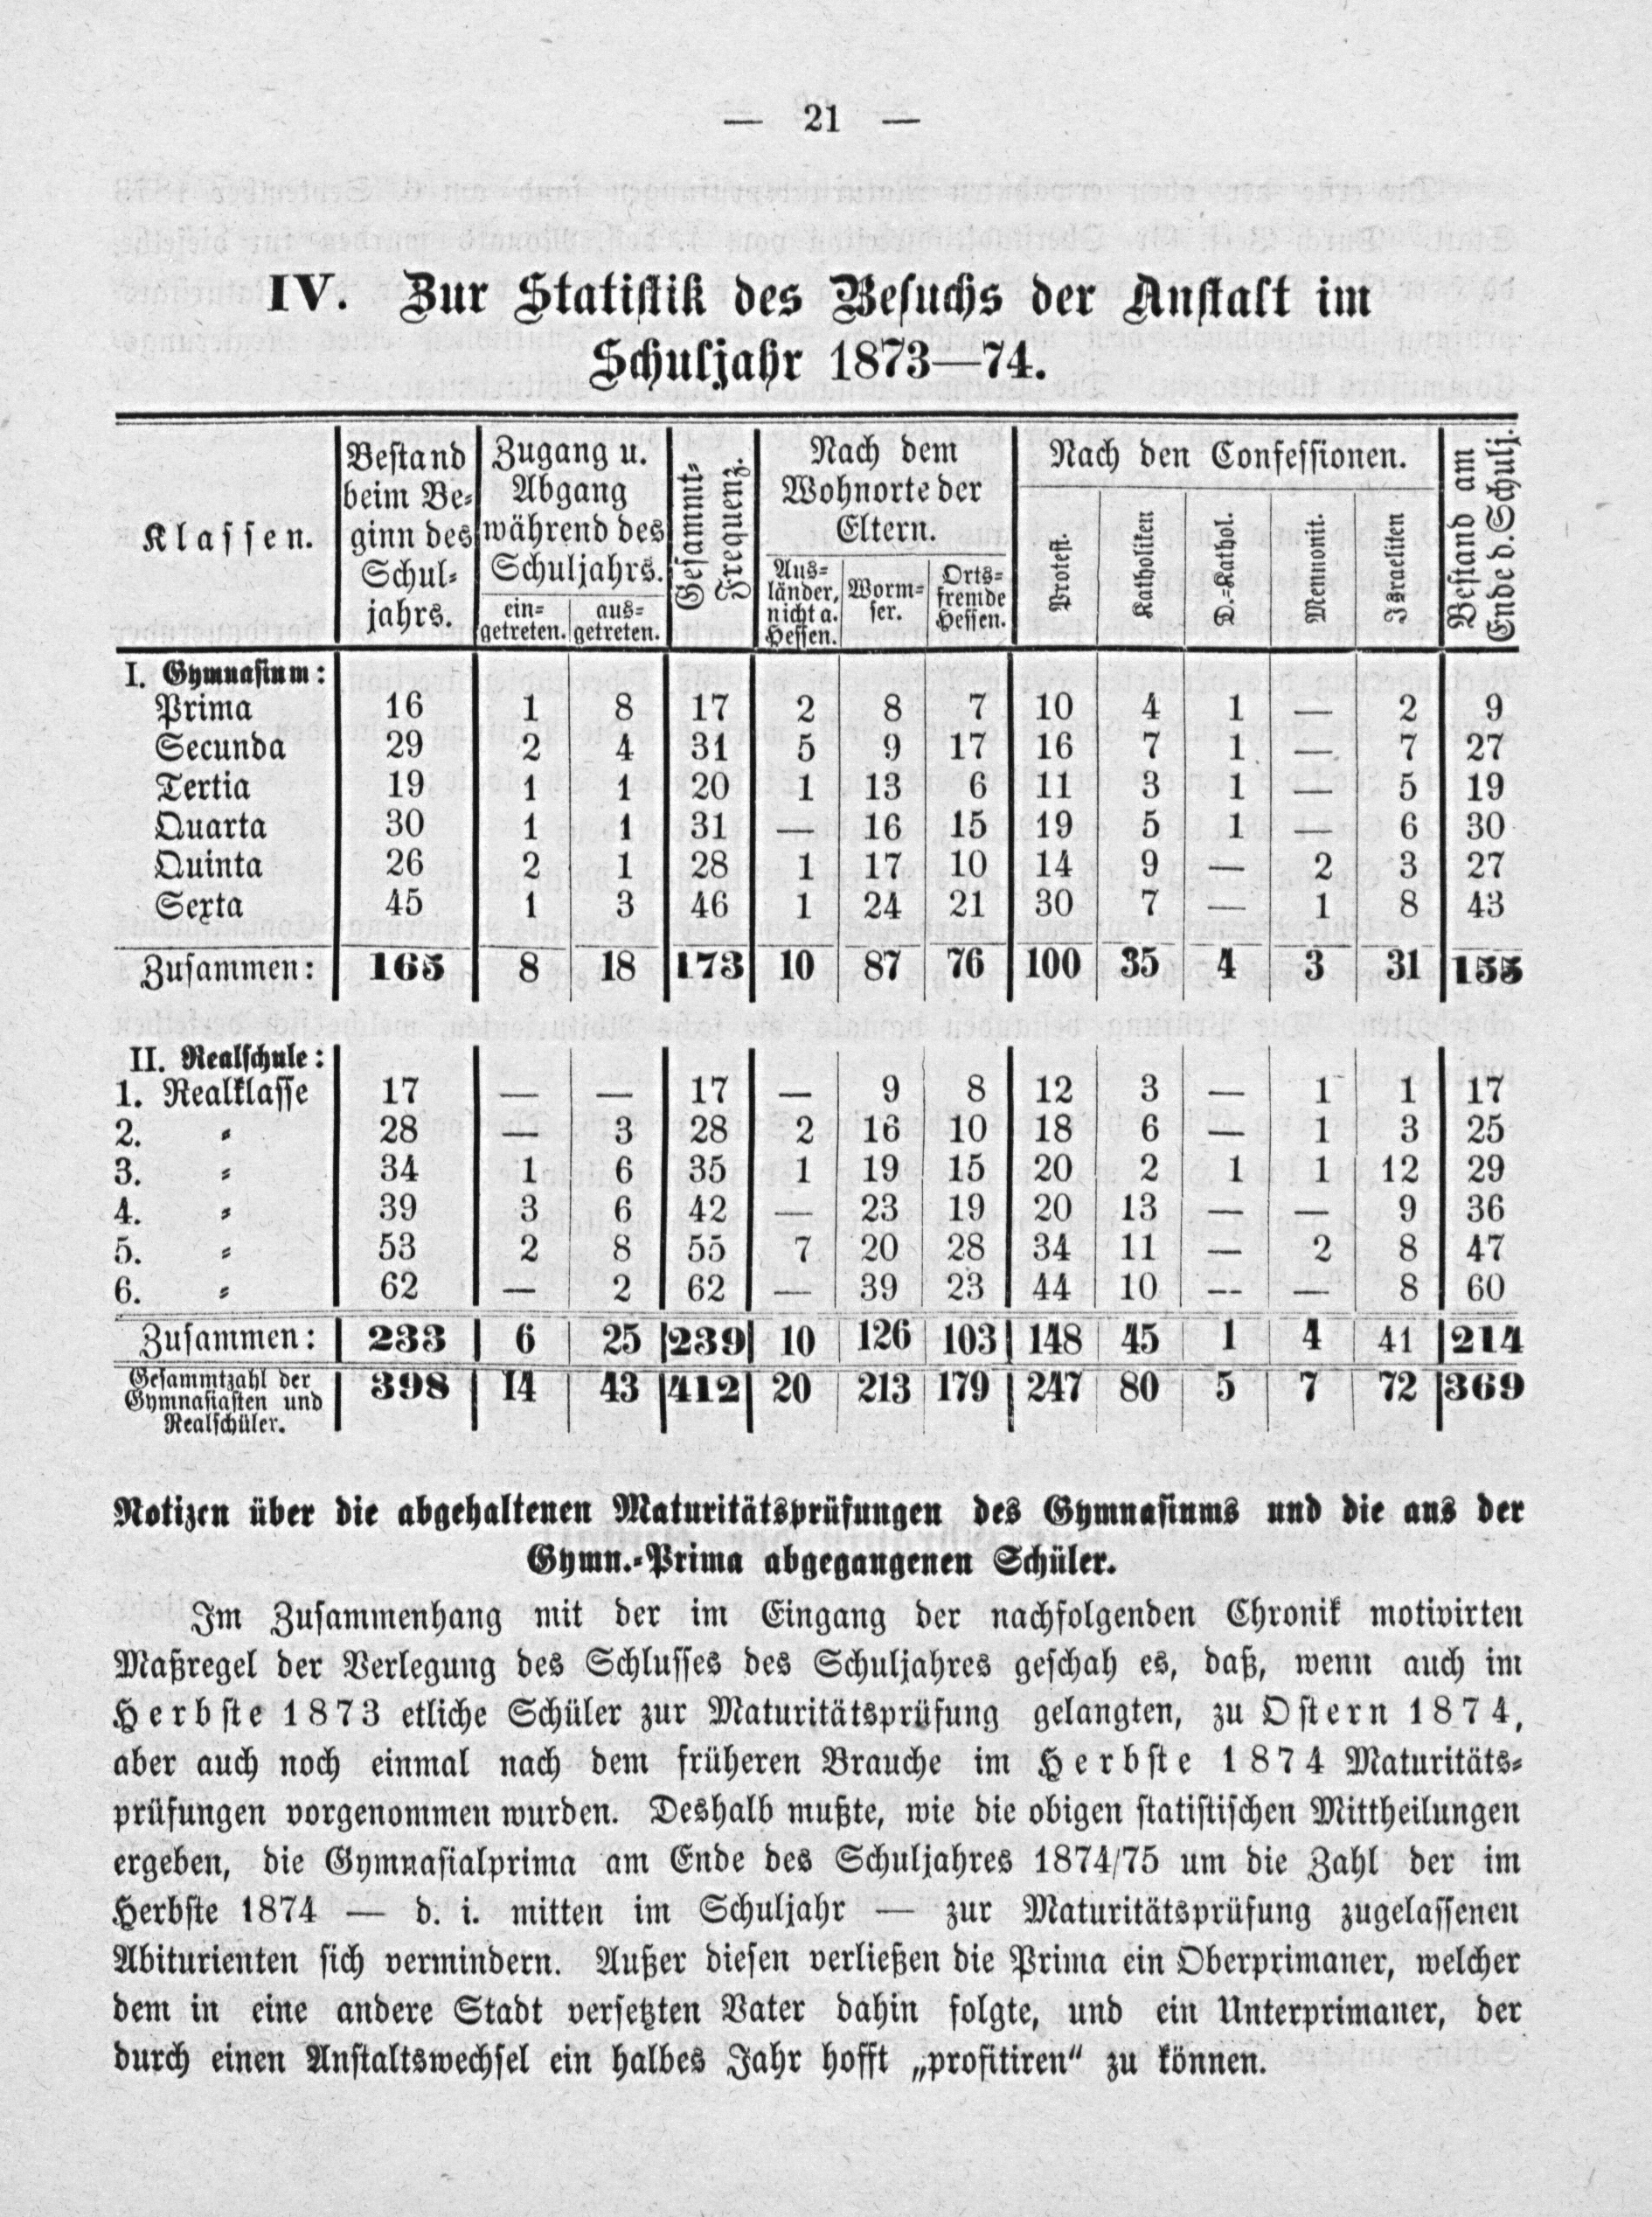 — 21 —
IV. Zur Statistik des Besuchs der Anstalt im
Schuljahr 1873—74.
Klassen. Bestand beim Be-ginn des Schul-jahrs. Zugang u. Abgang während des Schuljahrs. ein-getreten. aus-getreten. Gesammt-Frequenz. Nach dem Wohnorte der Eltern. Aus-länder, nicht a. Hessen. Worm-ser. Orts-fremde Hessen. Nach den Confessionen. Protest. Katholiken D.-Kathol. Memnonit. Israeliten Bestand am Ende d. Schulj.
I. Gymnasium:
Prima 16 1 8 17 2 8 7 10 4 1 — 2 9
Secunda 29 2 4 31 5 9 17 16 7 1 — 7 27
Tertia 19 1 1 20 1 13 6 11 3 1 — 5 19
Quarta 30 1 1 31 — 16 15 19 5 1 — 6 30
Quinta 26 2 1 28 1 17 10 14 9 — 2 3 27
Sexta 45 1 3 46 1 24 21 30 7 — 1 8 43
Zusammen: 165 8 18 173 10 87 76 100 35 4 3 31 155
II. Realschule:
1. Realklasse 17 — — 17 — 9 8 12 3 — 1 1 17
2. " 28 — 3 28 2 16 10 18 6 — 1 3 25
3. " 34 1 6 35 1 19 15 20 2 1 1 12 29
4. " 39 3 6 42 — 23 19 20 13 — — 9 36
5. " 53 2 8 55 7 20 28 34 11 — 2 8 47
6. " 62 — 2 62 — 39 23 44 10 -- — 8 60
Zusammen: 233 6 25 239 10 126 103 148 45 1 4 41 214
Gesammtzahl der Gymnasiasten und Realschüler. 398 14 43 412 20 213 179 247 80 5 7 72 369
Notizen über die abgehaltenen Maturitätsprüfungen des Gymnasiums und die aus der
Gymn.-Prima abgegangenen Schüler.
Im Zusammenhang mit der im Eingang der nachfolgenden Chronik motivirten
Maßregel der Verlegung des Schlusses des Schuljahres geschah es, daß, wenn auch im
Herbste 1873 etliche Schüler zur Maturitätsprüfung gelangten, zu Ostern 1874,
aber auch noch einmal nach dem früheren Brauche im Herbste 1874 Maturitäts-
prüfungen vorgenommen wurden. Deshalb mußte, wie die obigen statistischen Mittheilungen
ergeben, die Gymnasialprima am Ende des Schuljahres 1874/75 um die Zahl der im
Herbste 1874 — d. i. mitten im Schuljahr — zur Maturitätsprüfung zugelassenen
Abiturienten sich vermindern. Außer diesen verließen die Prima ein Oberprimaner, welcher
dem in eine andere Stadt versetzten Vater dahin folgte, und ein Unterprimaner, der
durch einen Anstaltswechsel ein halbes Jahr hofft „profitiren" zu können.